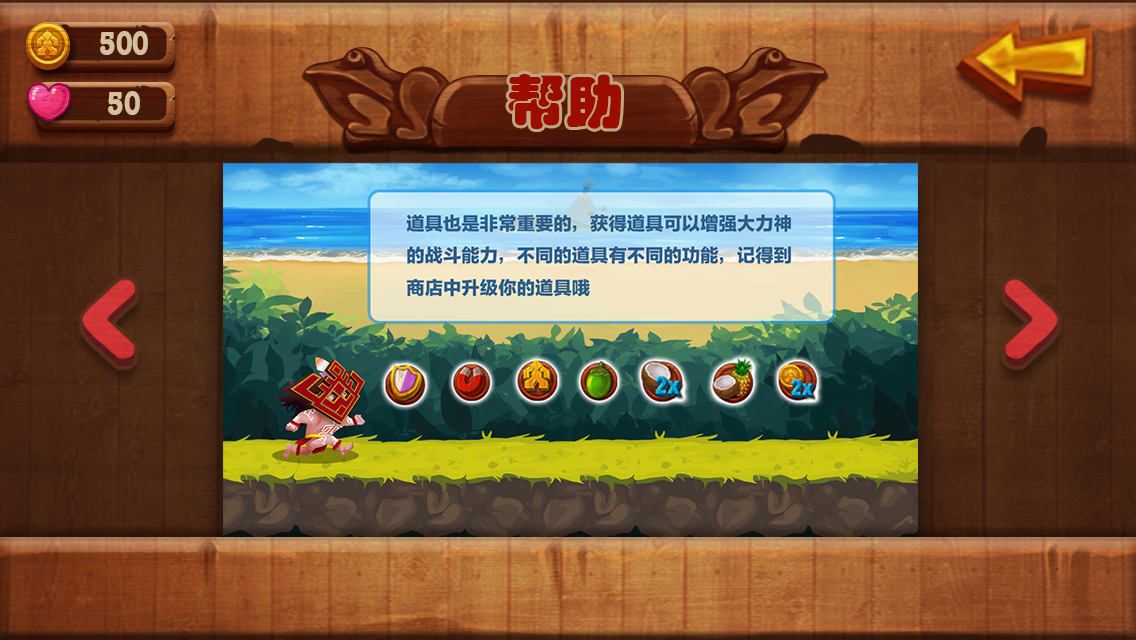 500
50
帮助
道具也是非常重要的，获得道具可以增强大力神
的战斗能力，不同的道具有不同的功能，记得到
商店中升级你的道具哦
2x
2x